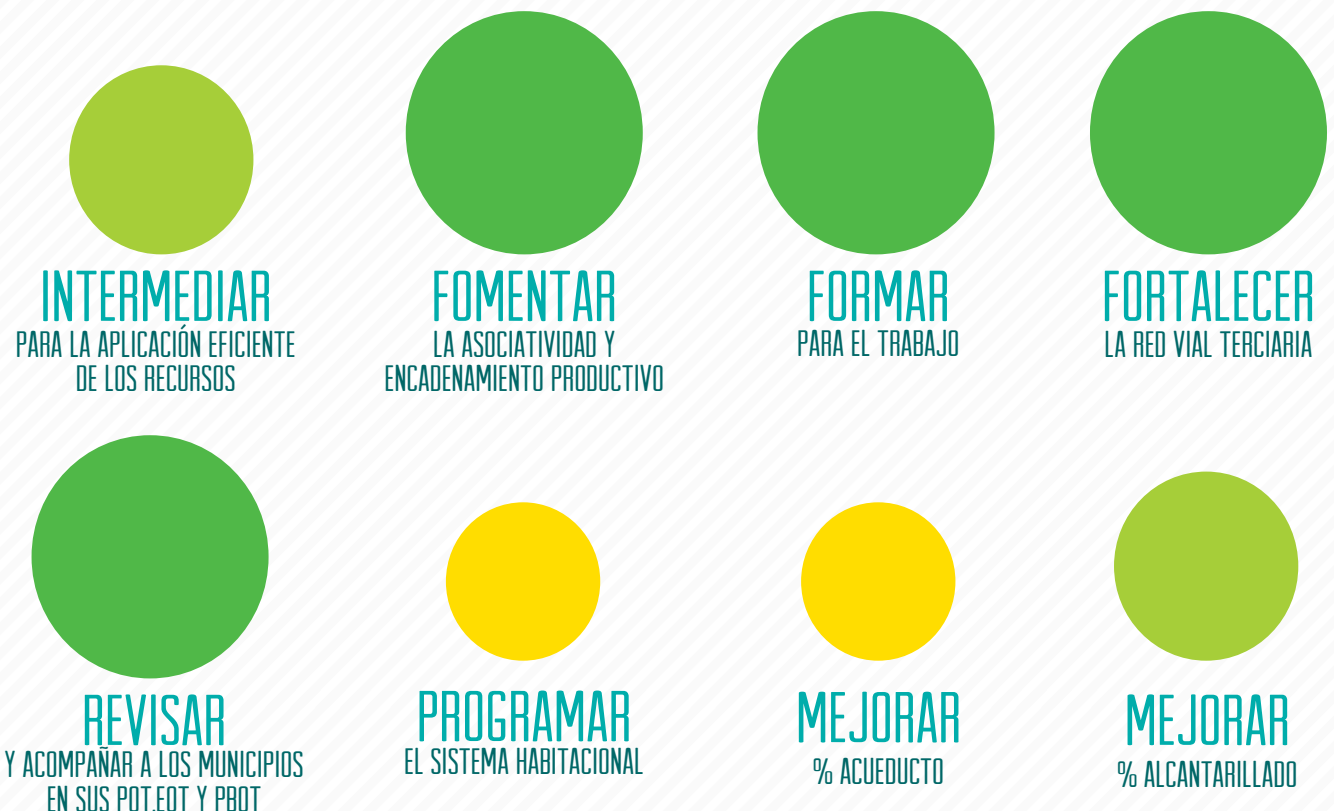 INTERMEDIAR
PARA LA APLICACIÓN EFICIENTE
DE LOS RECURSOS
FOMENTAR
LA ASOCIATIVIDAD Y
ENCADENAMIENTO PRODUCTIVO
FORMAR
PARA EL TRABAJO
FORTALECER
LA RED VIAL TERCIARIA
REVISAR
Y ACOMPAÑAR A LOS MUNICIPIOS
EN SUS POT,EOT Y PBOT
PROGRAMAR
EL SISTEMA HABITACIONAL
MEJORAR
% ACUEDUCTO
MEJORAR
% ALCANTARILLADO